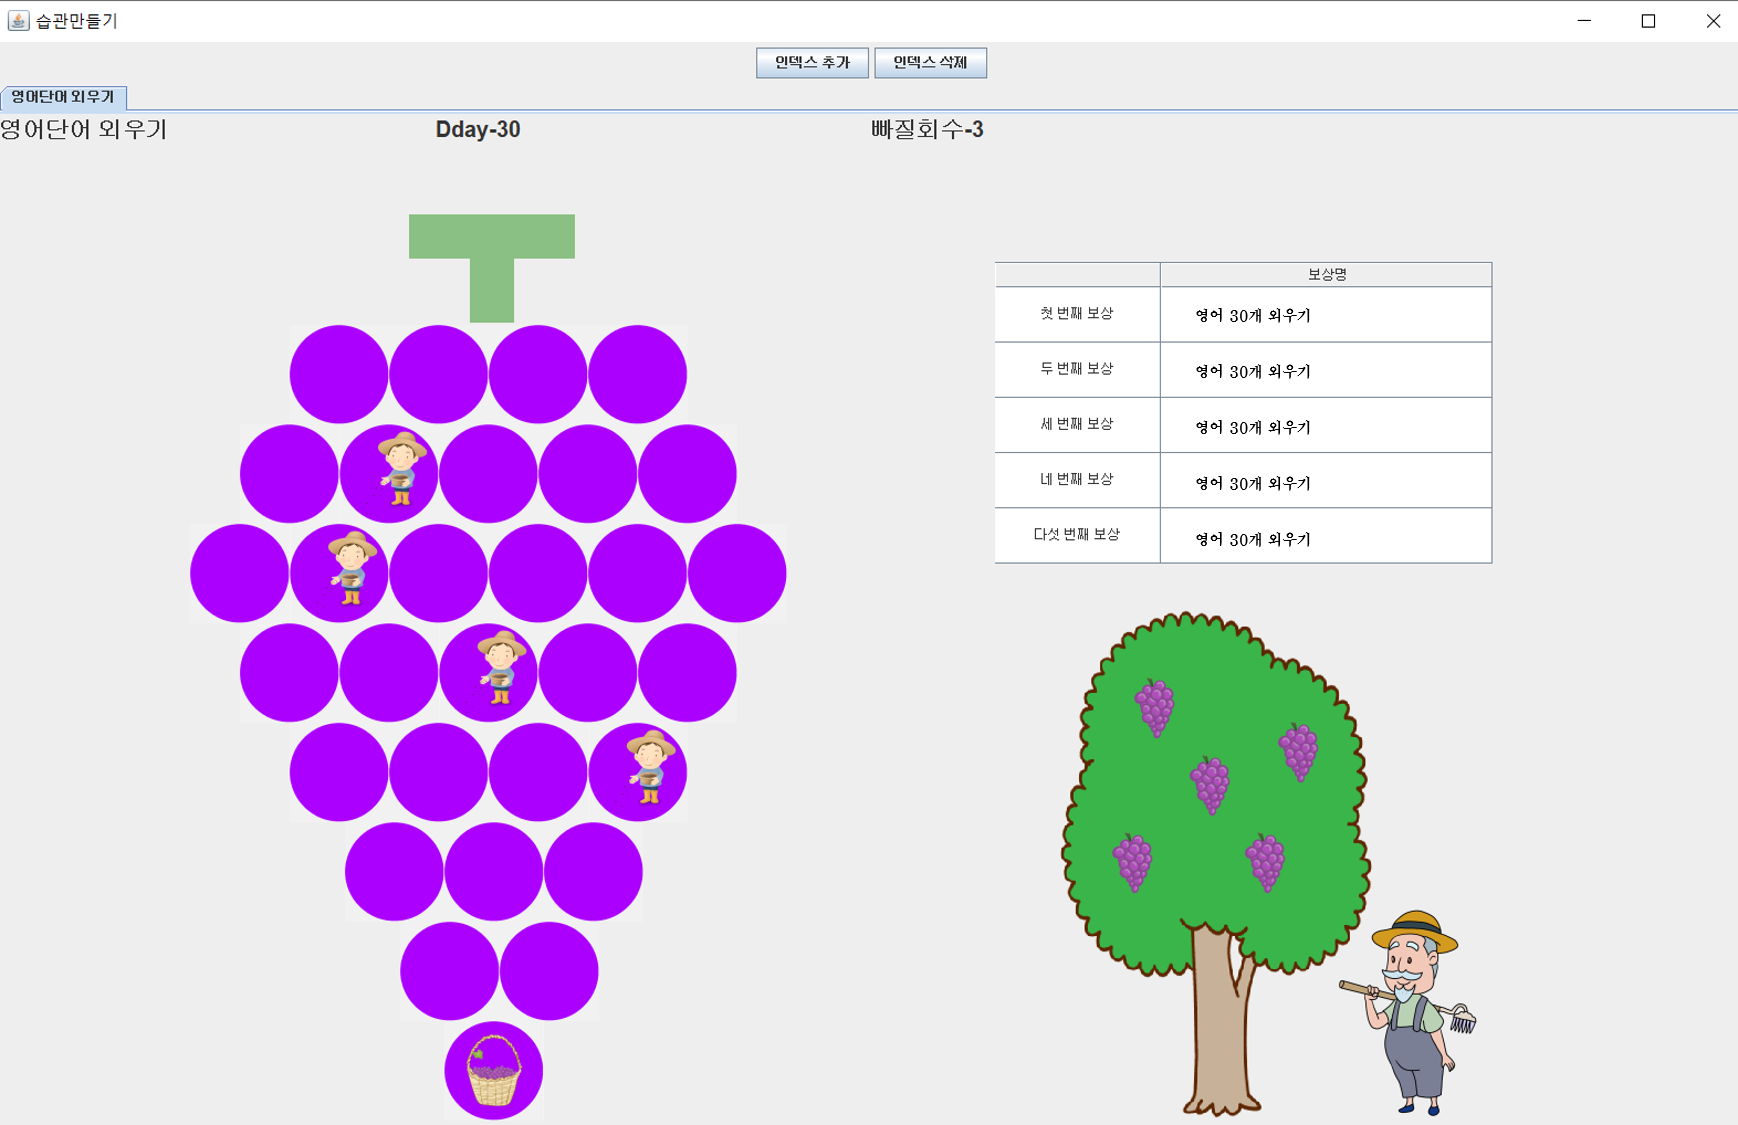 습관만들기
인덱스 추가 인덱스 삭제
영어단어 외우기
영어단어 외우기 Dday-30 빠질회수-3
보상명
첫 번째 보상 영어 30개 외우기
두 번째 보상 영어 30개 외우기
세 번째 보상 영어 30개 외우기
네 번째 보상 영어 30개 외우기
다섯 번째 보상 영어 30개 외우기